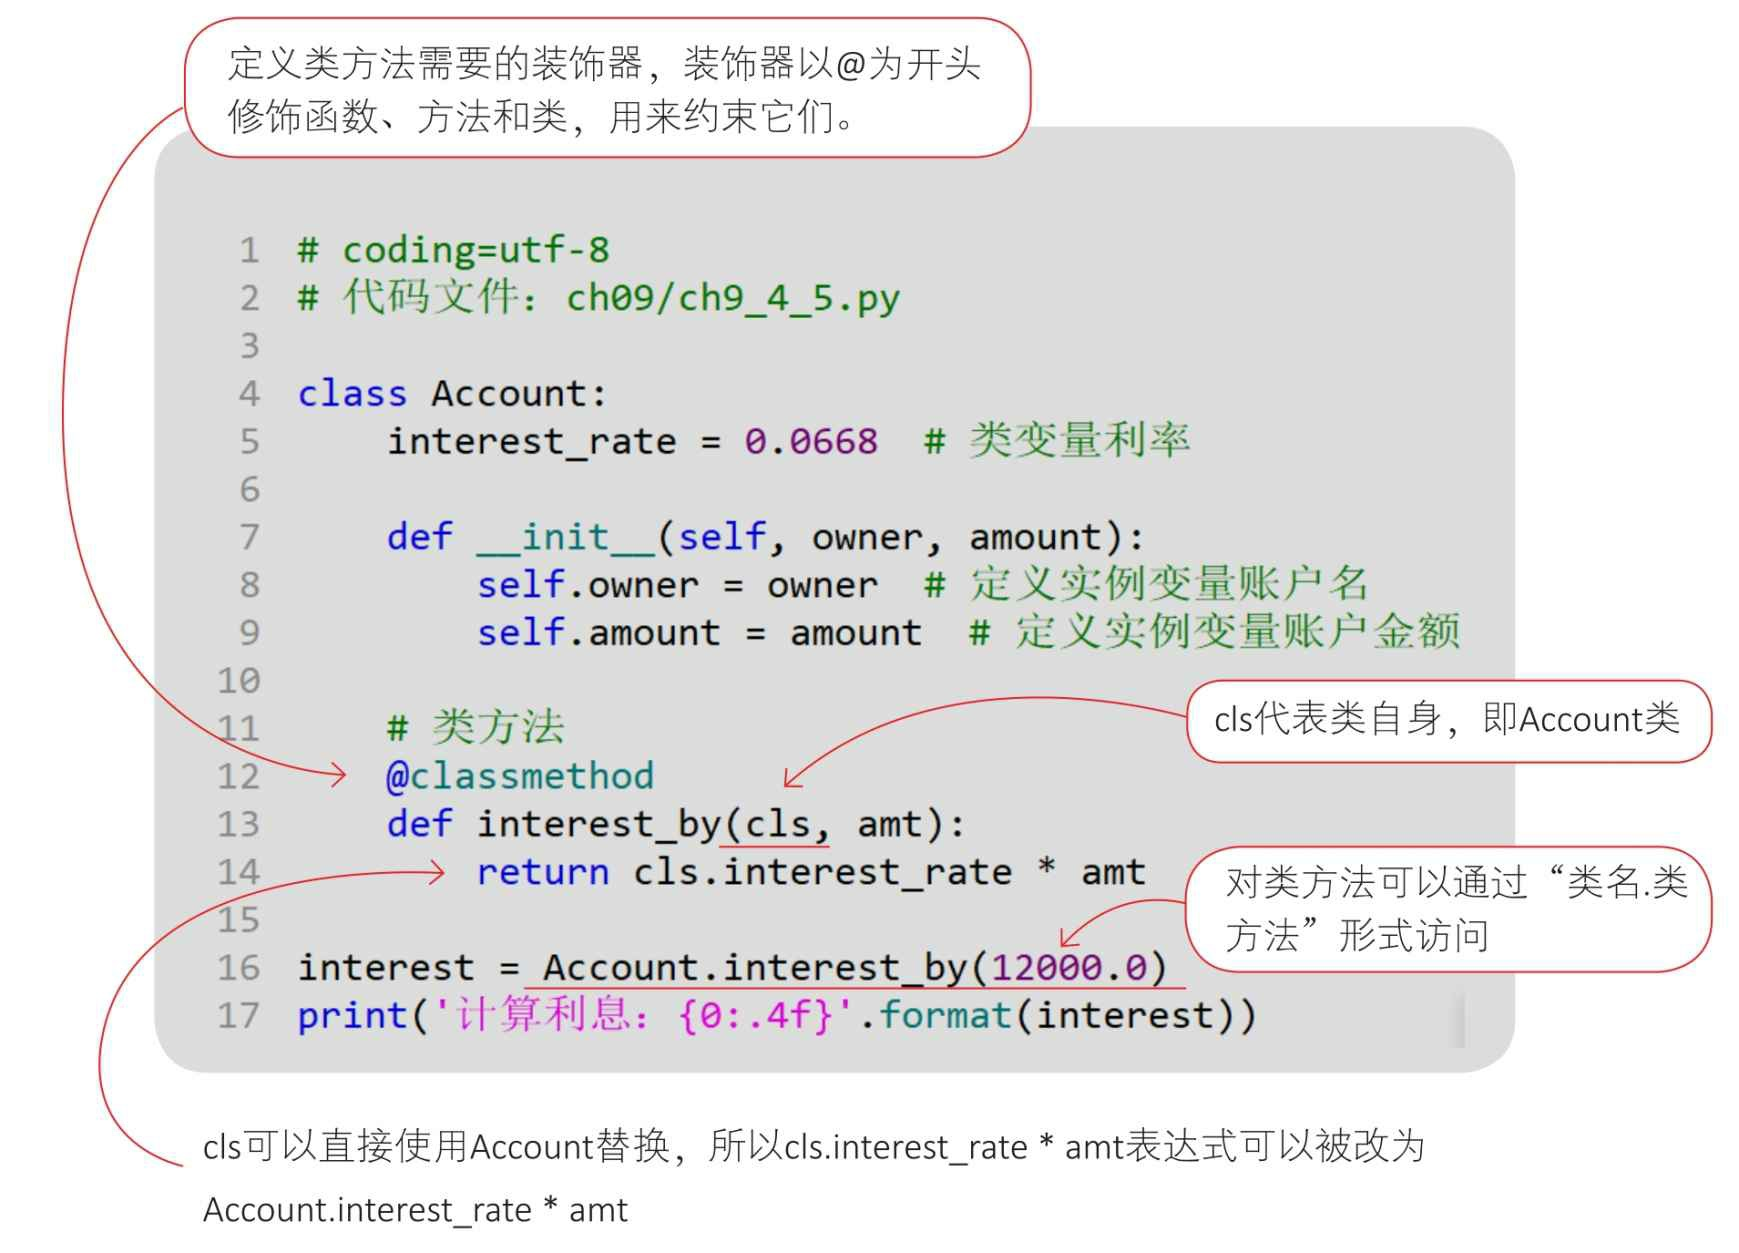 定义类方法需要的装饰器，装饰器以@为开头
修饰函数、方法和类，用来约束它们。
1 # coding=utf-8
2 # 代码文件：ch09/ch9_4_5.py
3
4 class Account:
5     interest_rate = 0.0668  # 类变量利率
6
7     def __init__(self, owner, amount):
8         self.owner = owner  # 定义实例变量账户名
9         self.amount = amount  # 定义实例变量账户金额
10
cls代表类自身，即Account类
11     # 类方法
12     @classmethod
13     def interest_by(cls, amt):
14         return cls.interest_rate * amt
对类方法可以通过“类名.类
方法”形式访问
15
16 interest = Account.interest_by(12000.0)
17 print('计算利息：{0:.4f}'.format(interest))
cls可以直接使用Account替换，所以cls.interest_rate * amt表达式可以被改为
Account.interest_rate * amt